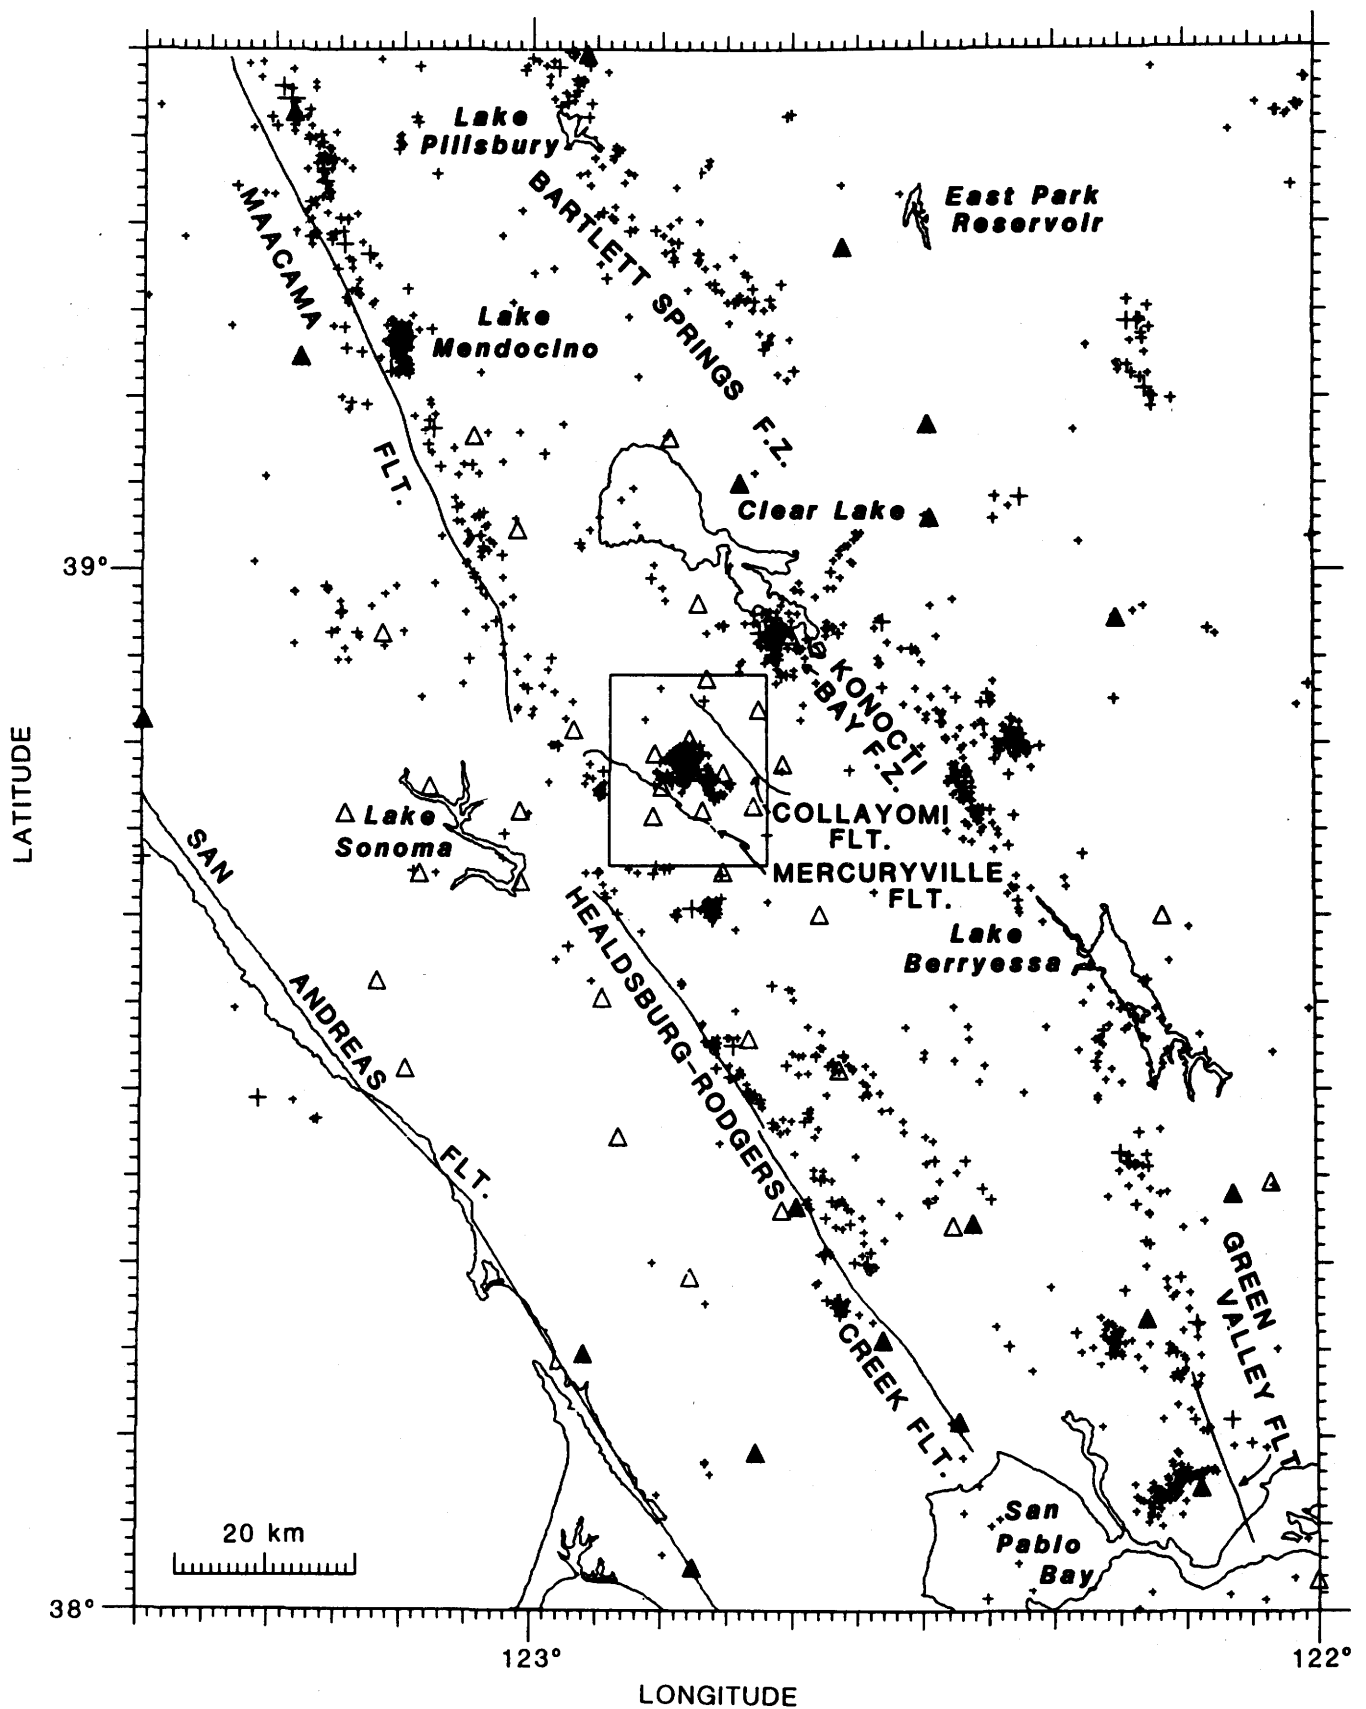 Lake
Pillsbury
BARTLETT SPRINGS F.Z.
East Park
Reservoir
MAACAMA FLT.
Lake
Mendocino
Clear Lake
39°
KONOCTI
BAY F.Z.
LATITUDE
COLLAYOMI
FLT.
MERCURYVILLE
FLT.
Lake
Sonoma
SAN ANDREAS FLT.
HEALDSBURG-RODGERS CREEK FLT.
Lake
Berryessa
GREEN
VALLEY FLT
San
Pablo
Bay
20 km
38°
123°
122°
LONGITUDE